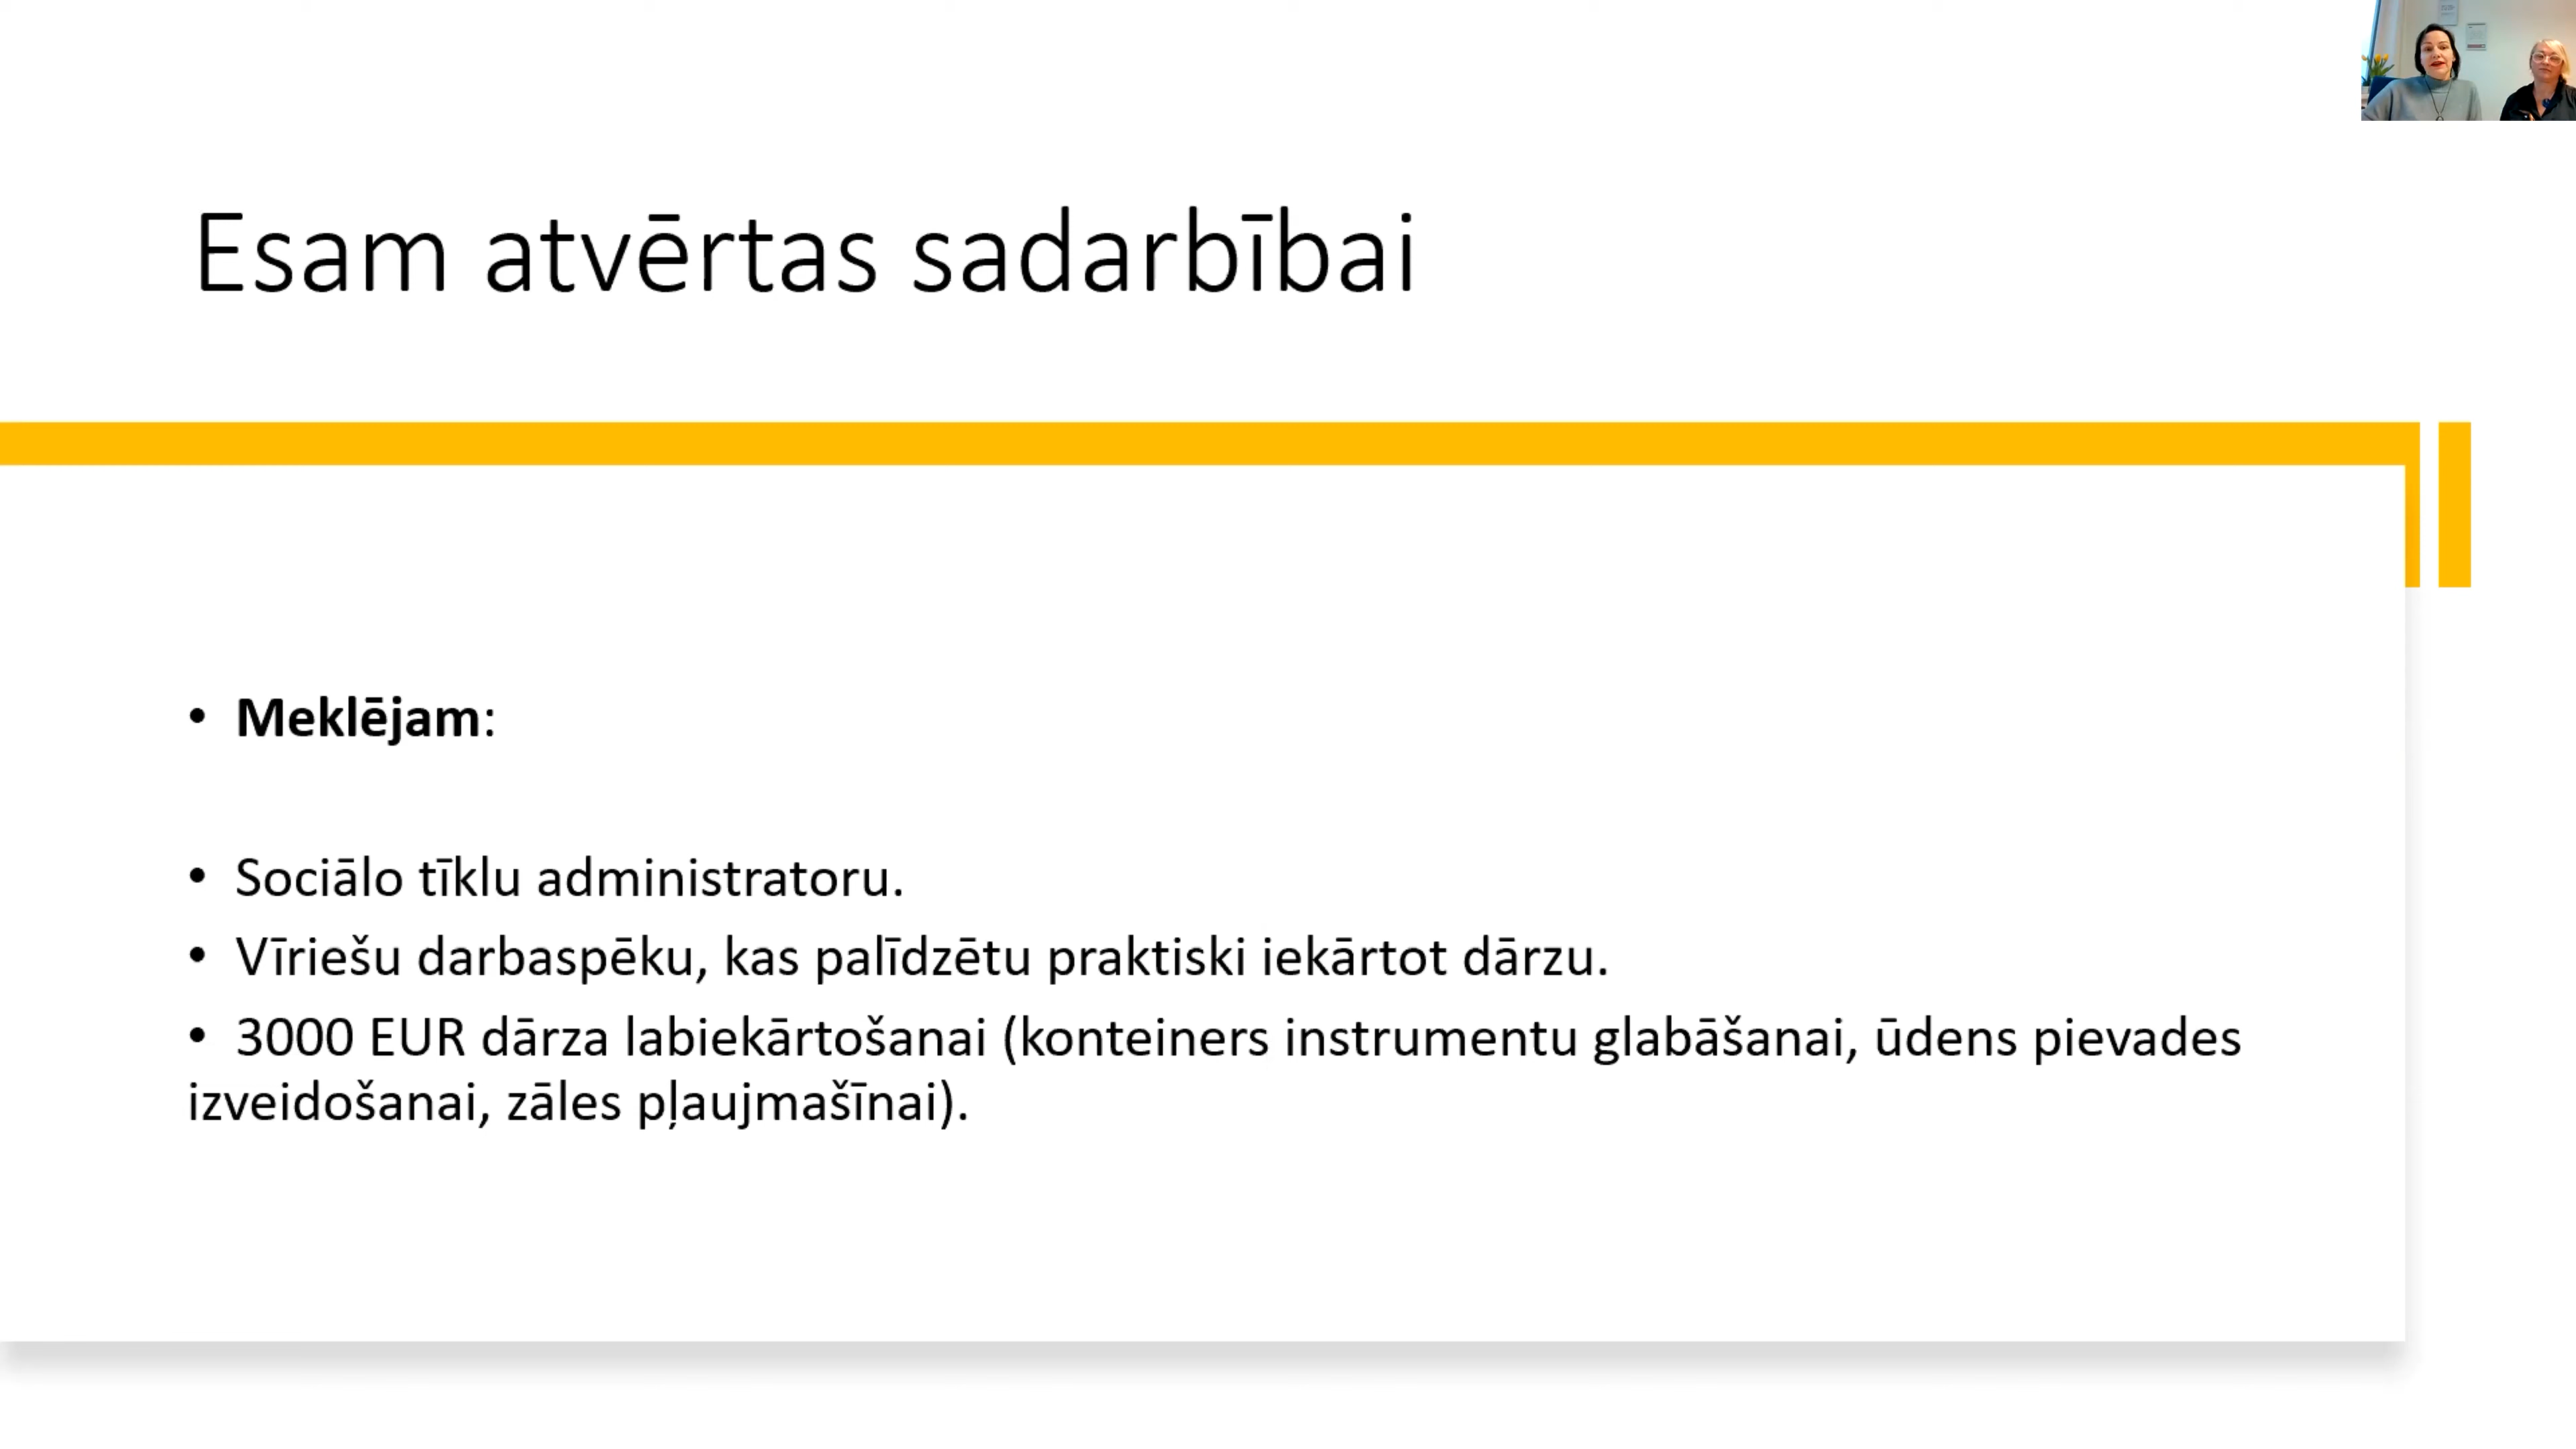 Esam atvērtas sadarbībai
• Meklējam:
• Sociālo tīklu administratoru.
• Vīriešu darbaspēku, kas palīdzētu praktiski iekārtot dārzu.
• 3000 EUR dārza labiekārtošanai (konteiners instrumentu glabāšanai, ūdens pievades
izveidošanai, zāles pļaujmašīnai).